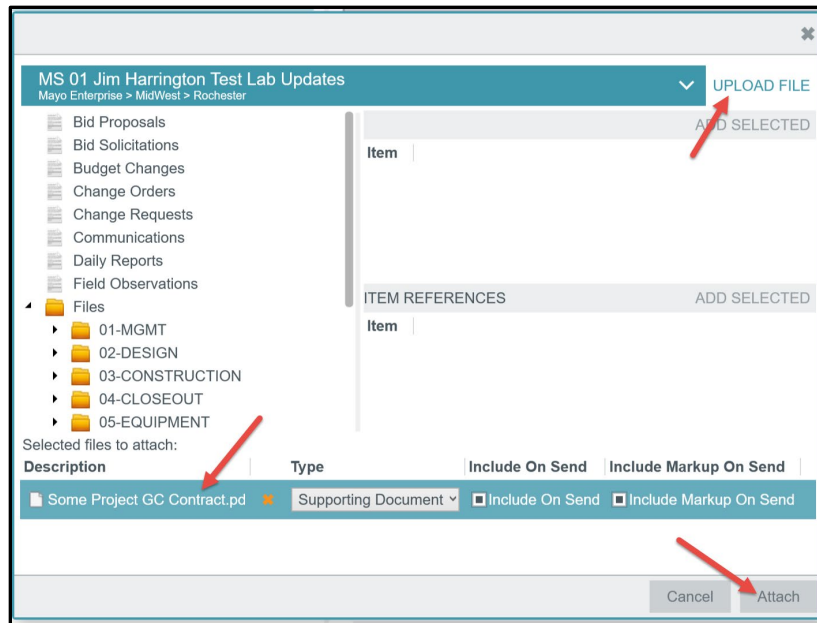 MS 01 Jim Harrington Test Lab Updates
Mayo Enterprise > MidWest > Rochester
UPLOAD FILE
Bid Proposals
Bid Solicitations
Budget Changes
Change Orders
Change Requests
Communications
Daily Reports
Field Observations
Files
01-MGMT
02-DESIGN
03-CONSTRUCTION
04-CLOSEOUT
05-EQUIPMENT
ADD SELECTED
Item
ITEM REFERENCES ADD SELECTED
Item
Selected files to attach:
Description Type Include On Send Include Markup On Send
Some Project GC Contract.pd Supporting Document Include On Send Include Markup On Send
Cancel Attach